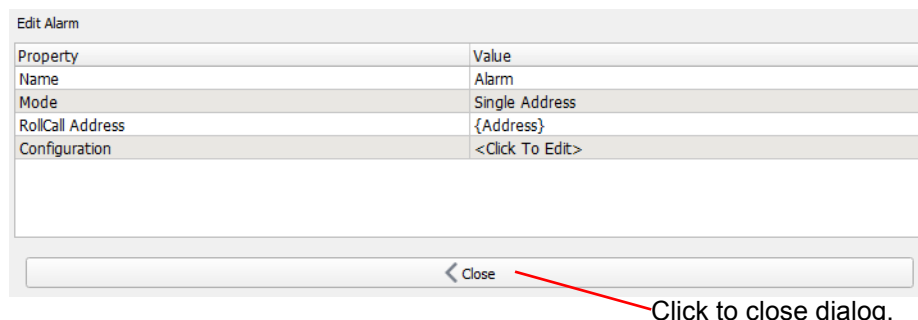 Edit Alarm
Property Value
Name Alarm
Mode Single Address
RollCall Address {Address}
Configuration <Click To Edit>
Close
Click to close dialog.